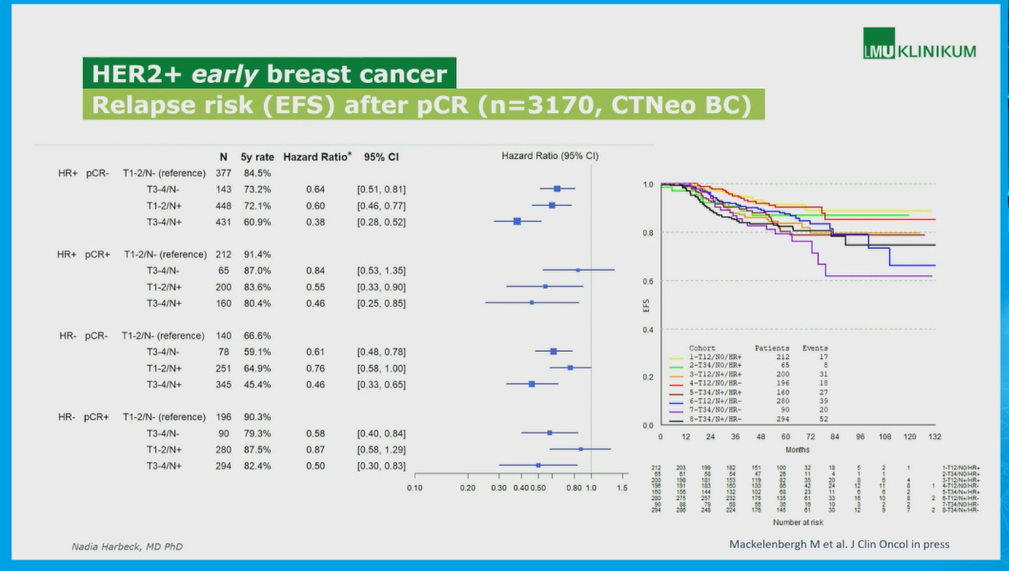 LMU KLINIKUM
HER2+ early breast cancer
Relapse risk (EFS) after pCR (n=3170, CTNeo BC)
N 5y rate Hazard Ratio* 95% CI Hazard Ratio (95% CI)
HR+ pCR- T1-2/N- (reference) 377 84.5%
T3-4/N- 143 73.2% 0.64 [0.51, 0.81]
T1-2/N+ 448 72.1% 0.60 [0.46, 0.77]
T3-4/N+ 431 60.9% 0.38 [0.28, 0.52]
HR+ pCR+ T1-2/N- (reference) 212 91.4%
T3-4/N- 65 87.0% 0.84 [0.53, 1.35]
T1-2/N+ 200 83.6% 0.55 [0.33, 0.90]
T3-4/N+ 160 80.4% 0.46 [0.25, 0.85]
HR- pCR- T1-2/N- (reference) 140 66.6%
T3-4/N- 78 59.1% 0.61 [0.48, 0.78]
T1-2/N+ 251 64.9% 0.76 [0.58, 1.00]
T3-4/N+ 345 45.4% 0.46 [0.33, 0.65]
HR- pCR+ T1-2/N- (reference) 196 90.3%
T3-4/N- 90 79.3% 0.58 [0.40, 0.84]
T1-2/N+ 280 87.5% 0.87 [0.58, 1.29]
T3-4/N+ 294 82.4% 0.50 [0.30, 0.83]
0.10 0.20 0.30 0.40 0.50 0.80 1.0 1.5
1.0
0.8
0.6
EFS
0.4
0.2
0.0
Cohort Patients Events
1-T12/N0/HR+ 212 17
2-T34/N0/HR+ 65 8
3-T12/N+/HR+ 200 31
4-T12/N0/HR- 196 18
5-T34/N+/HR+ 160 27
6-T12/N+/HR- 280 39
7-T34/N0/HR- 90 20
8-T34/N+/HR- 294 52
0 12 24 36 48 60 72 84 96 108 120 132
Months
212 203 199 182 151 100 32 18 5 2 1 1-T12/N0/HR+
Number at risk
Nadia Harbeck, MD PhD
Mackelenbergh M et al. J Clin Oncol in press